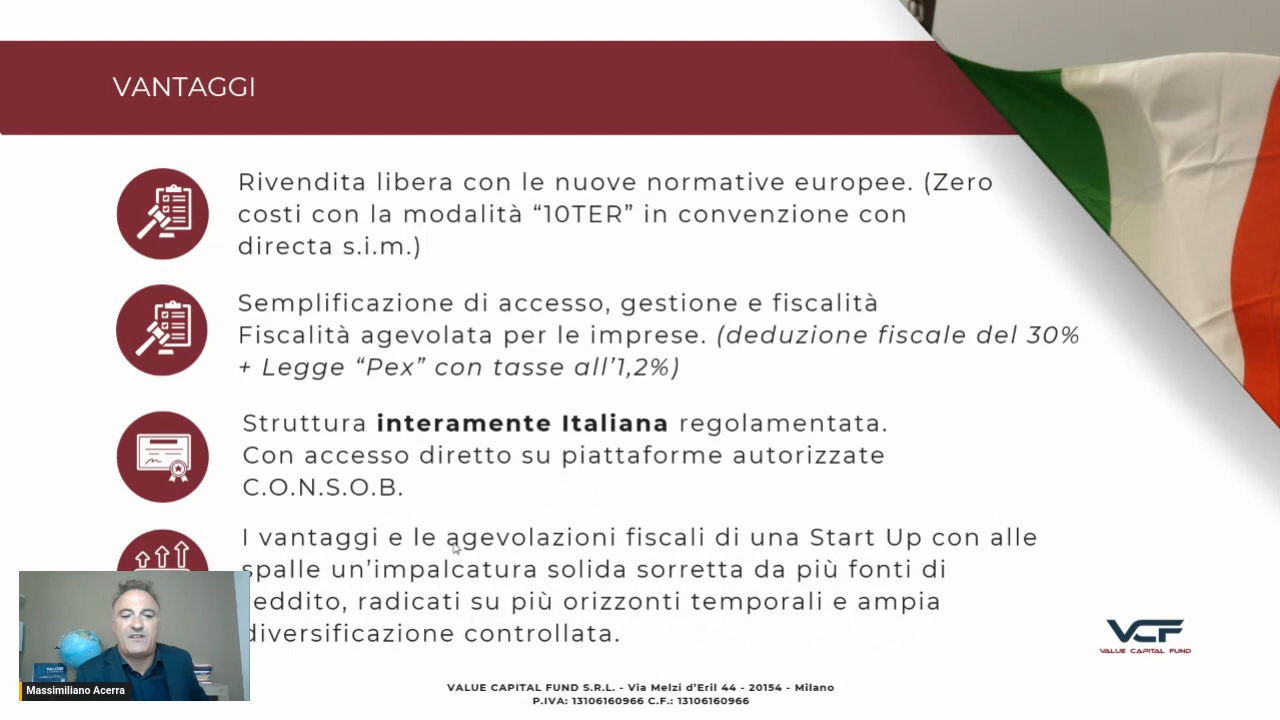 VANTAGGI
Rivendita libera con le nuove normative europee. (Zero
costi con la modalità “10TER” in convenzione con
directa s.i.m.)
Semplificazione di accesso, gestione e fiscalità
Fiscalità agevolata per le imprese. (deduzione fiscale del 30%
+ Legge “Pex” con tasse all’1,2%)
Struttura interamente Italiana regolamentata.
Con accesso diretto su piattaforme autorizzate
C.O.N.S.O.B.
I vantaggi e le agevolazioni fiscali di una Start Up con alle
spalle un’impalcatura solida sorretta da più fonti di
eddito, radicati su più orizzonti temporali e ampia
diversificazione controllata.
VCF
VALUE CAPITAL FUND
Massimiliano Acerra
VALUE CAPITAL FUND S.R.L. - Via Melzi d’Eril 44 - 20154 - Milano
P.IVA: 13106160966 C.F.: 13106160966